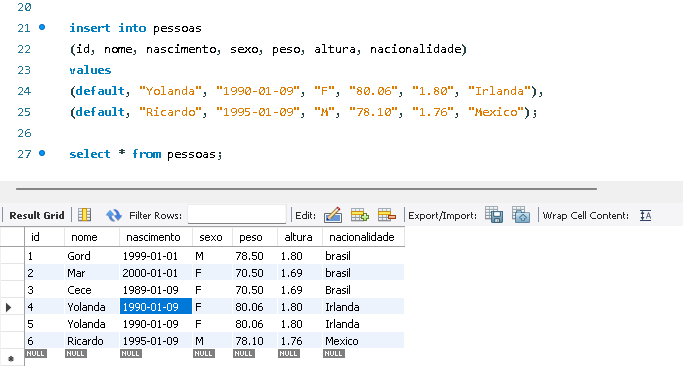 20
21 insert into pessoas
22 (id, nome, nascimento, sexo, peso, altura, nacionalidade)
23 values
24 (default, "Yolanda", "1990-01-09", "F", "80.06", "1.80", "Irlanda"),
25 (default, "Ricardo", "1995-01-09", "M", "78.10", "1.76", "Mexico");
26
27 select * from pessoas;
Result Grid Filter Rows: Edit: Export/Import: Wrap Cell Content: IA
id nome nascimento sexo peso altura nacionalidade
1 Gord 1999-01-01 M 78.50 1.80 brasil
2 Mar 2000-01-01 F 70.50 1.69 brasil
3 Cece 1989-01-09 F 70.50 1.69 Brasil
4 Yolanda 1990-01-09 F 80.06 1.80 Irlanda
5 Yolanda 1990-01-09 F 80.06 1.80 Irlanda
6 Ricardo 1995-01-09 M 78.10 1.76 Mexico
NULL NULL NULL NULL NULL NULL NULL